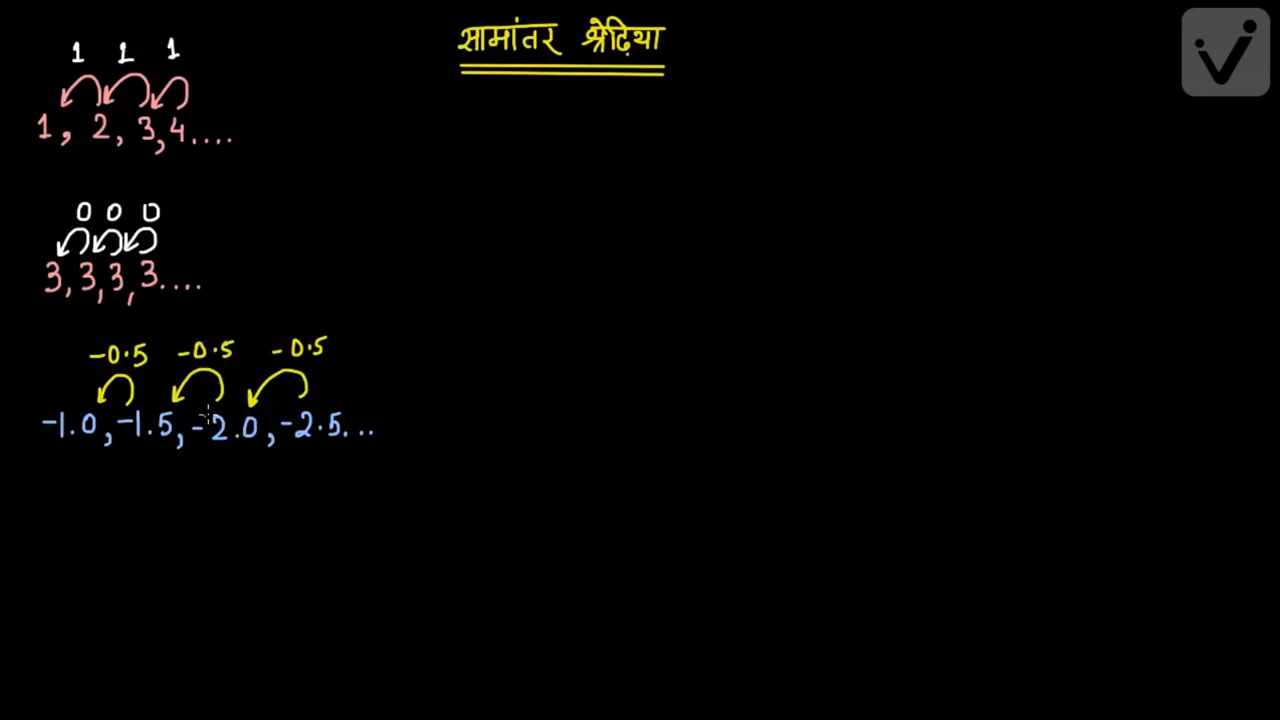 सामांतर श्रेढ़िया
1 1 1
1, 2, 3, 4....
0 0 0
3, 3, 3, 3....
-0.5 -0.5 -0.5
-1.0, -1.5, -2.0, -2.5...